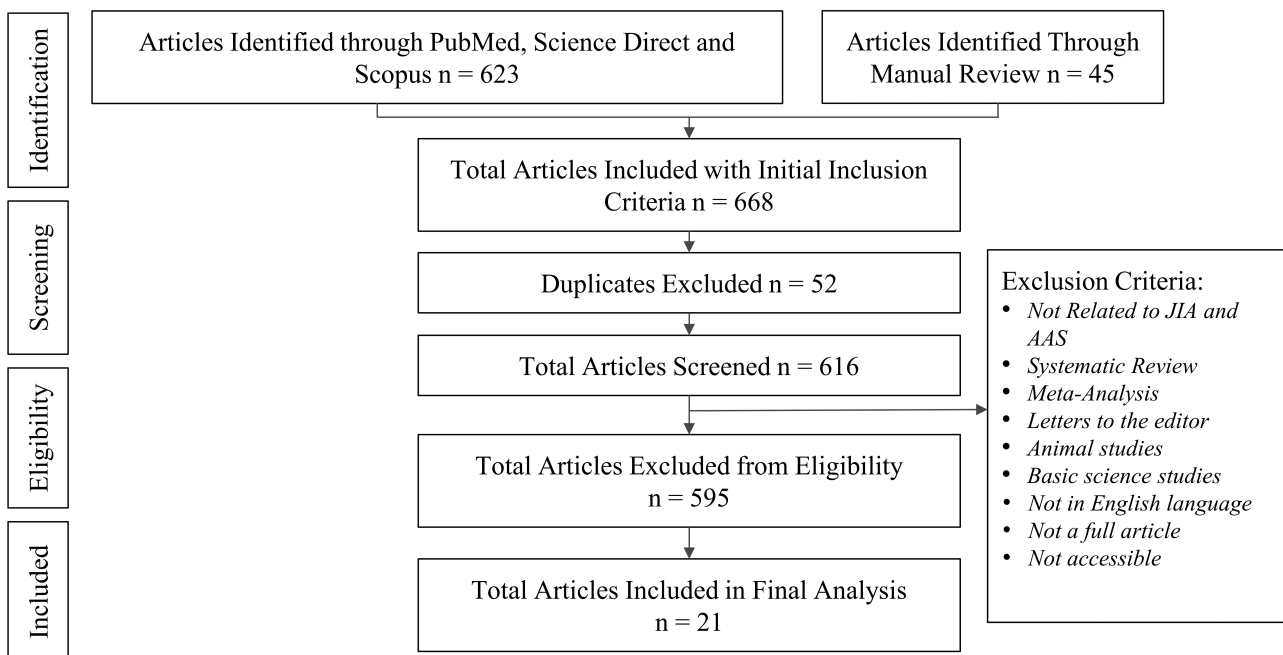 Identification
Articles Identified through PubMed, Science Direct and
Scopus n = 623
Articles Identified Through
Manual Review n = 45
Total Articles Included with Initial Inclusion
Criteria n = 668
Screening
Duplicates Excluded n = 52
Total Articles Screened n = 616
Exclusion Criteria:
• Not Related to JIA and
AAS
• Systematic Review
• Meta-Analysis
• Letters to the editor
• Animal studies
• Basic science studies
• Not in English language
• Not a full article
• Not accessible
Eligibility
Total Articles Excluded from Eligibility
n = 595
Included
Total Articles Included in Final Analysis
n = 21